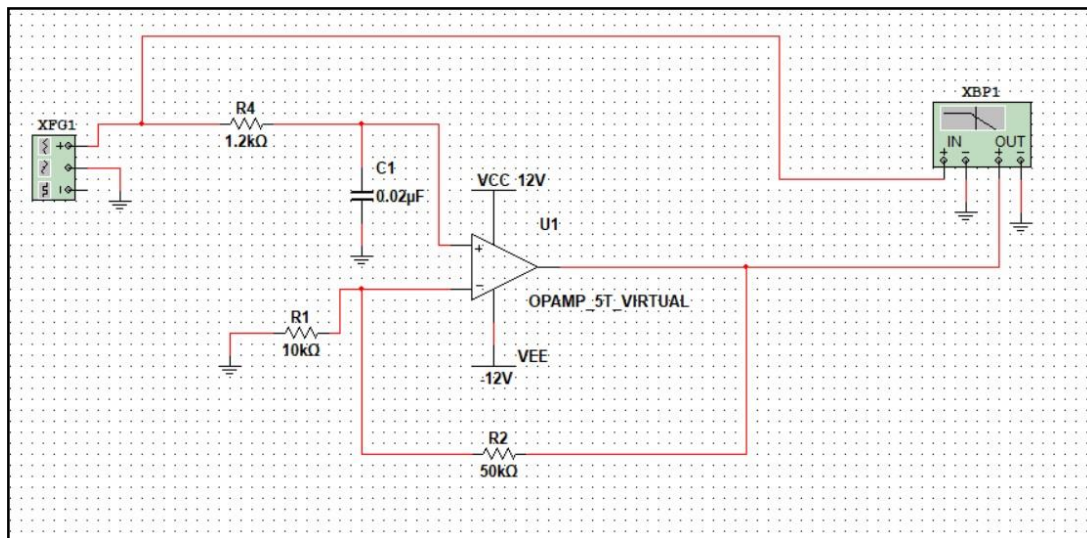 XFG1
R4
1.2kΩ
C1
0.02µF
VCC 12V
U1
OPAMP_5T_VIRTUAL
R1
10kΩ
VEE
-12V
R2
50kΩ
XBP1
IN OUT